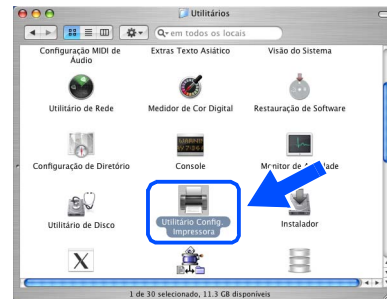 Utilitários
em todos os locais
Configuração MIDI de Áudio
Extras Texto Asiático
Visão do Sistema
Utilitário de Rede
Medidor de Cor Digital
Restauração de Software
Configuração de Diretório
Console
Utilitário de Disco
Utilitário Config. Impressora
Instalador
1 de 30 selecionado, 11.3 GB disponíveis